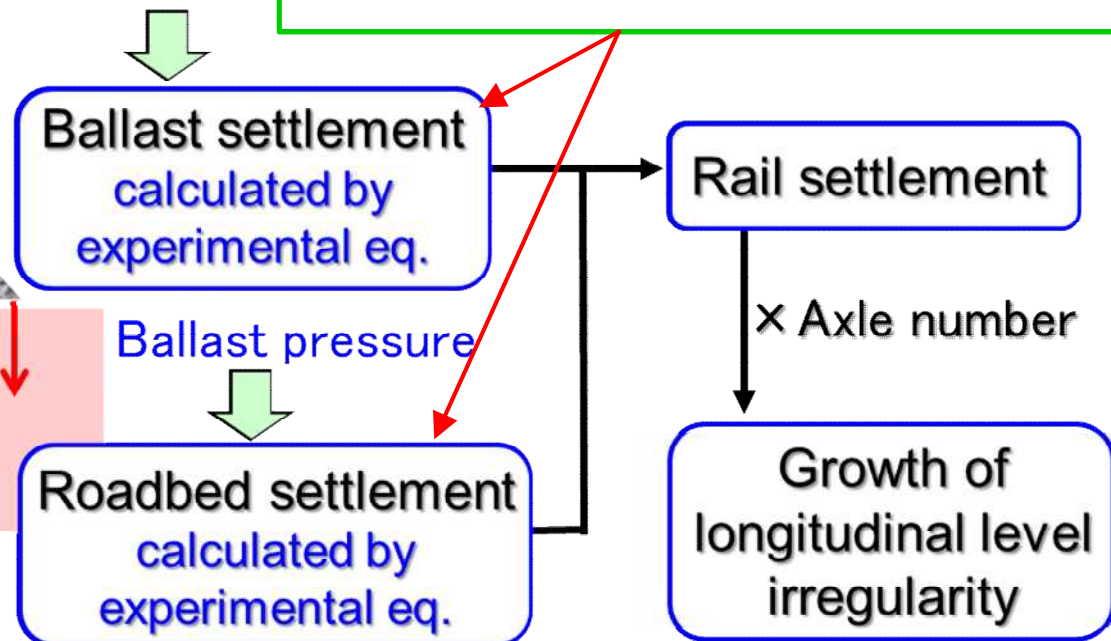 Ballast settlement
calculated by
experimental eq.
Rail settlement
× Axle number
Ballast pressure
Roadbed settlement
calculated by
experimental eq.
Growth of
longitudinal level
irregularity